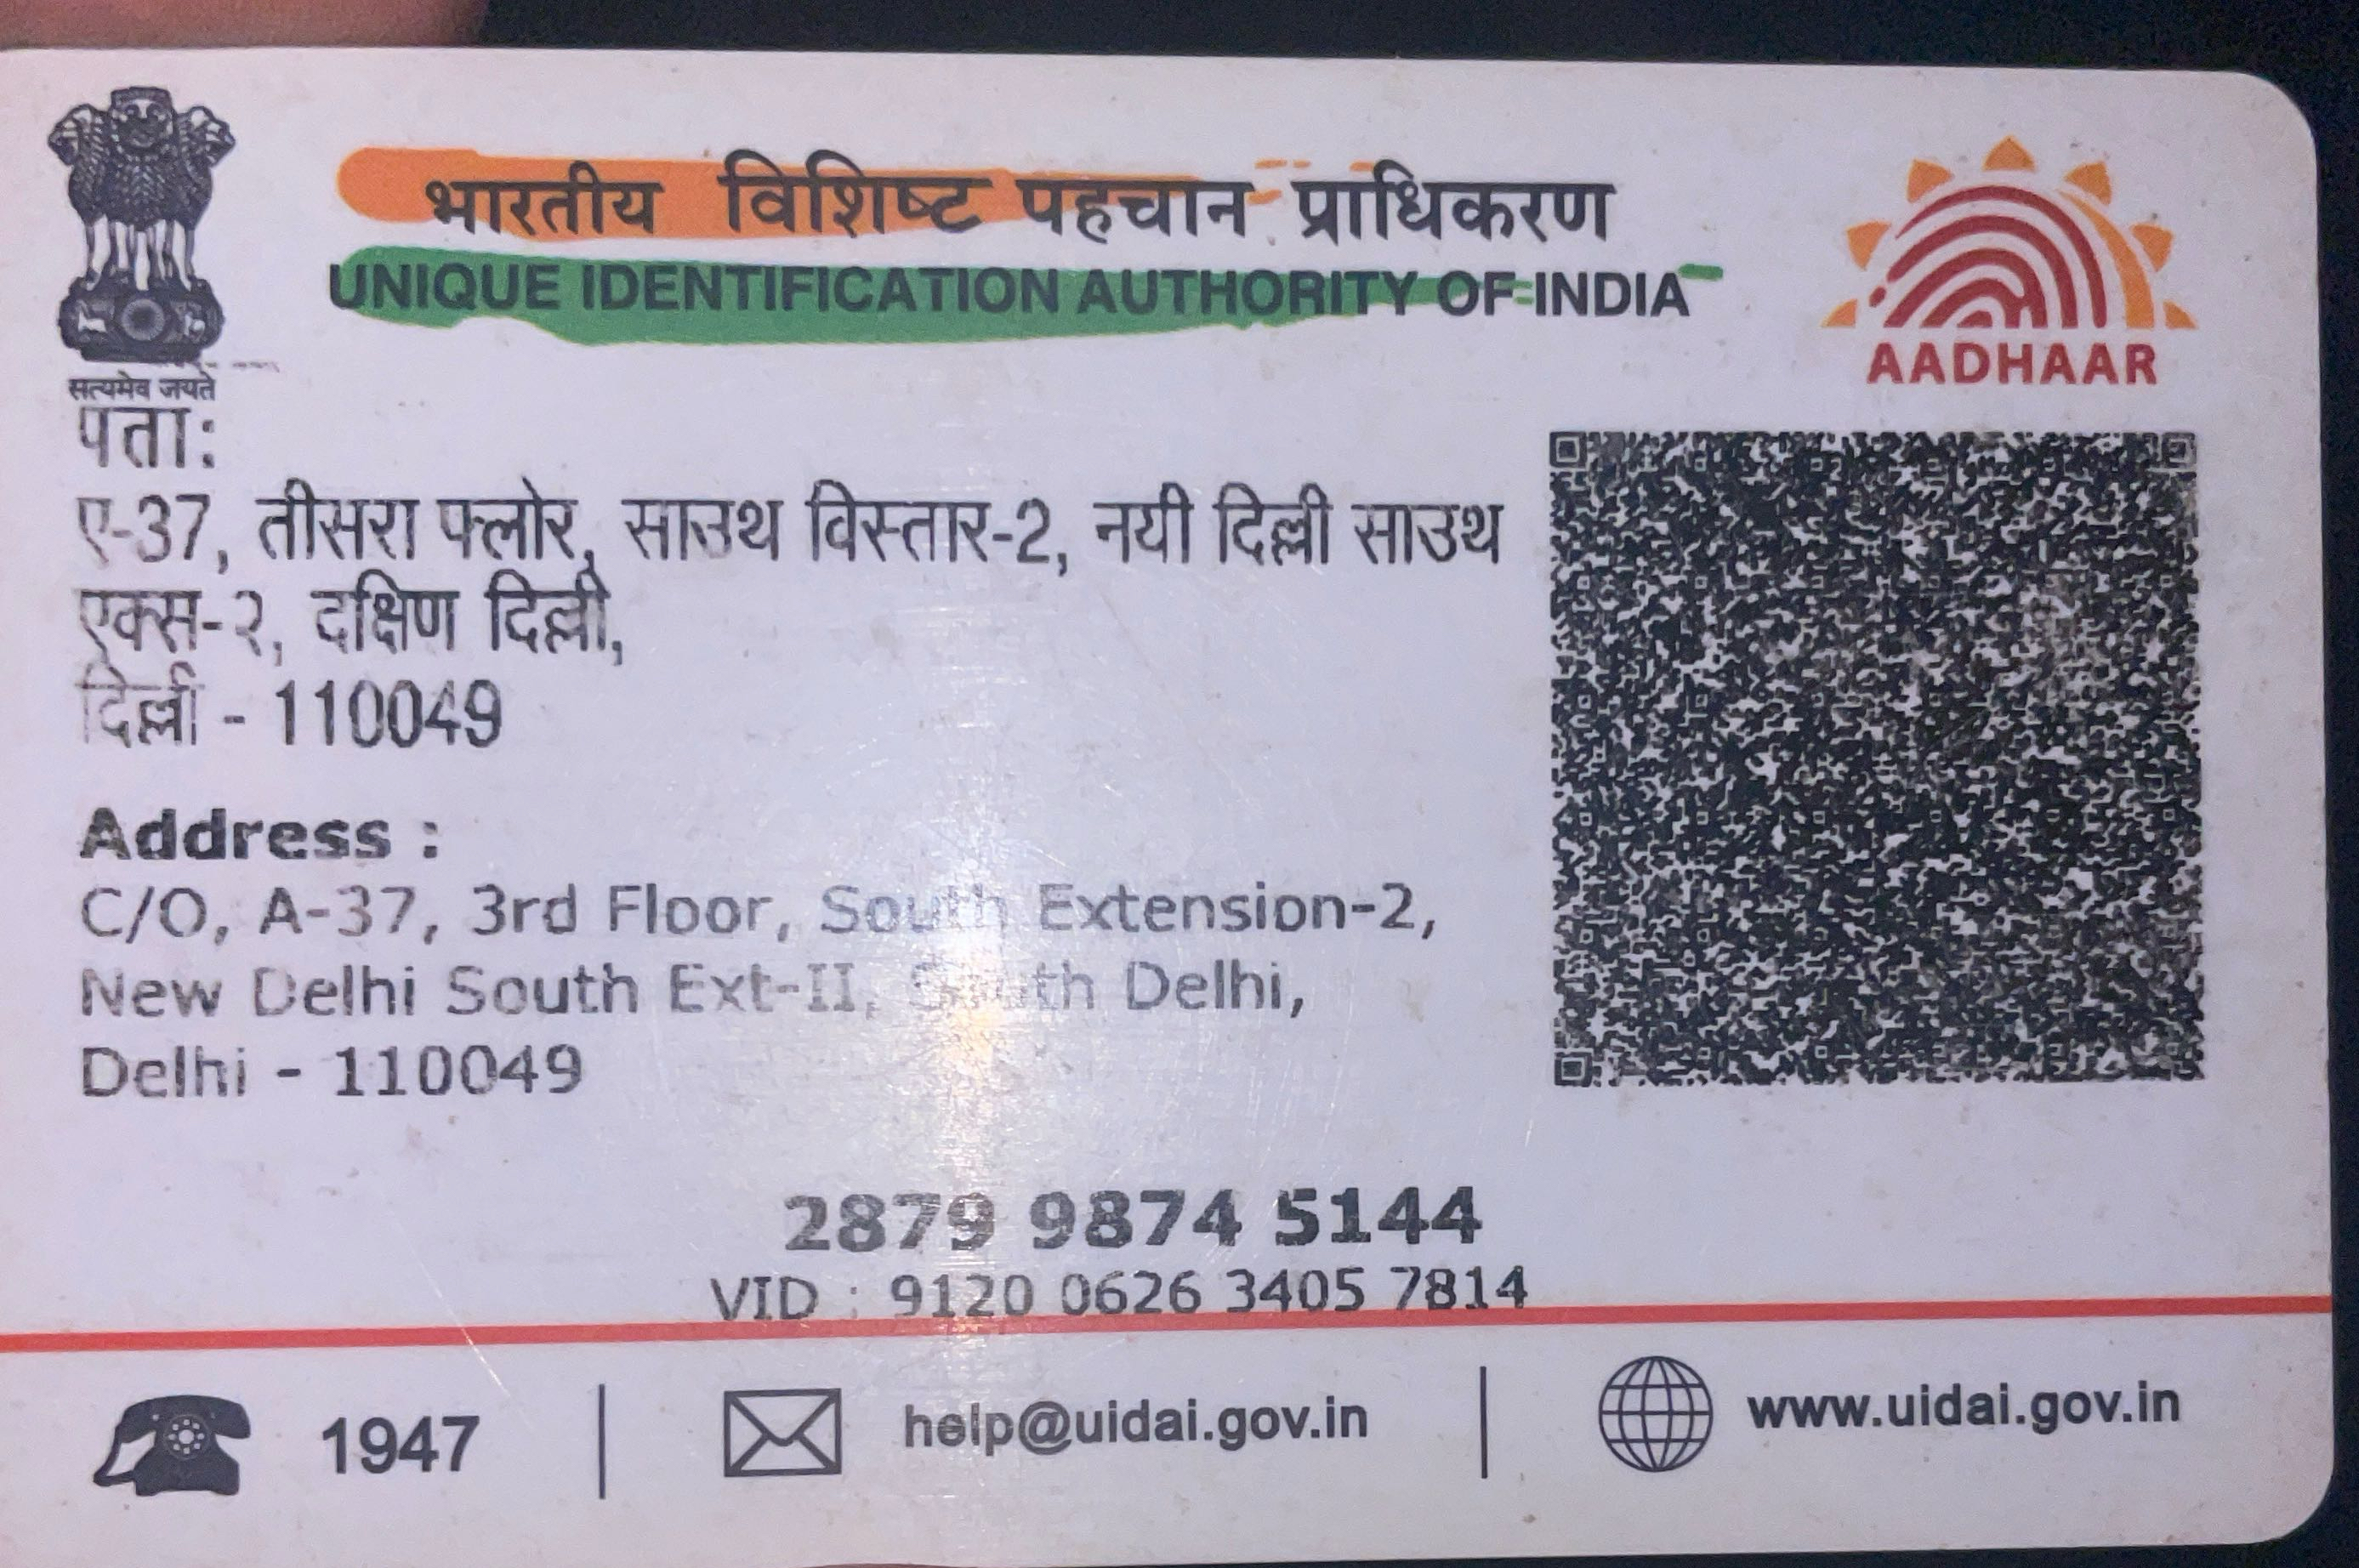 भारतीय विशिष्ट पहचान प्राधिकरण
UNIQUE IDENTIFICATION AUTHORITY OF INDIA
AADHAAR
सत्यमेव जयते
पता:
ए-37, तीसरा फ्लोर, साउथ विस्तार-2, नयी दिल्ली साउथ
एक्स-२, दक्षिण दिल्ली,
दिल्ली - 110049
Address :
C/O, A-37, 3rd Floor, South Extension-2,
New Delhi South Ext-II, South Delhi,
Delhi - 110049
2879 9874 5144
VID : 9120 0626 3405 7814
1947
help@uidai.gov.in
www.uidai.gov.in